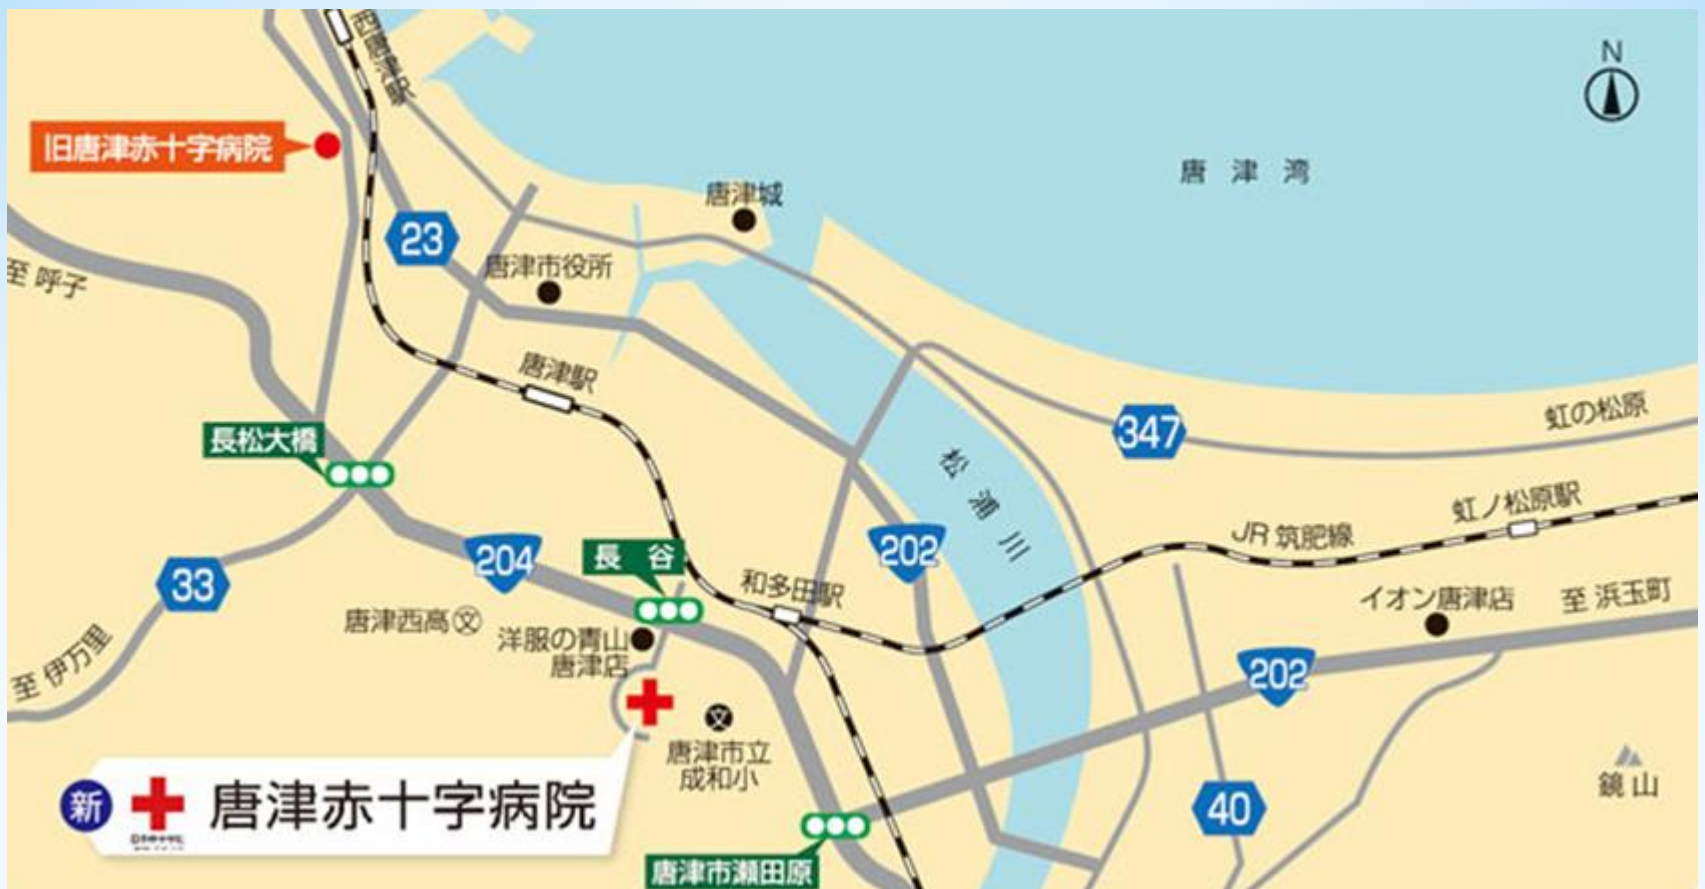 西唐津駅
N
旧唐津赤十字病院
唐津湾
唐津城
23
唐津市役所
至 呼子
唐津駅
虹の松原
347
長松大橋
松浦川
虹ノ松原駅
JR 筑肥線
204
202
長 谷
33
和多田駅
イオン唐津店
至 浜玉町
唐津西高 文
洋服の青山
唐津店
至 伊万里
202
文
唐津市立
成和小
鏡山
新 唐津赤十字病院
40
唐津市瀬田原